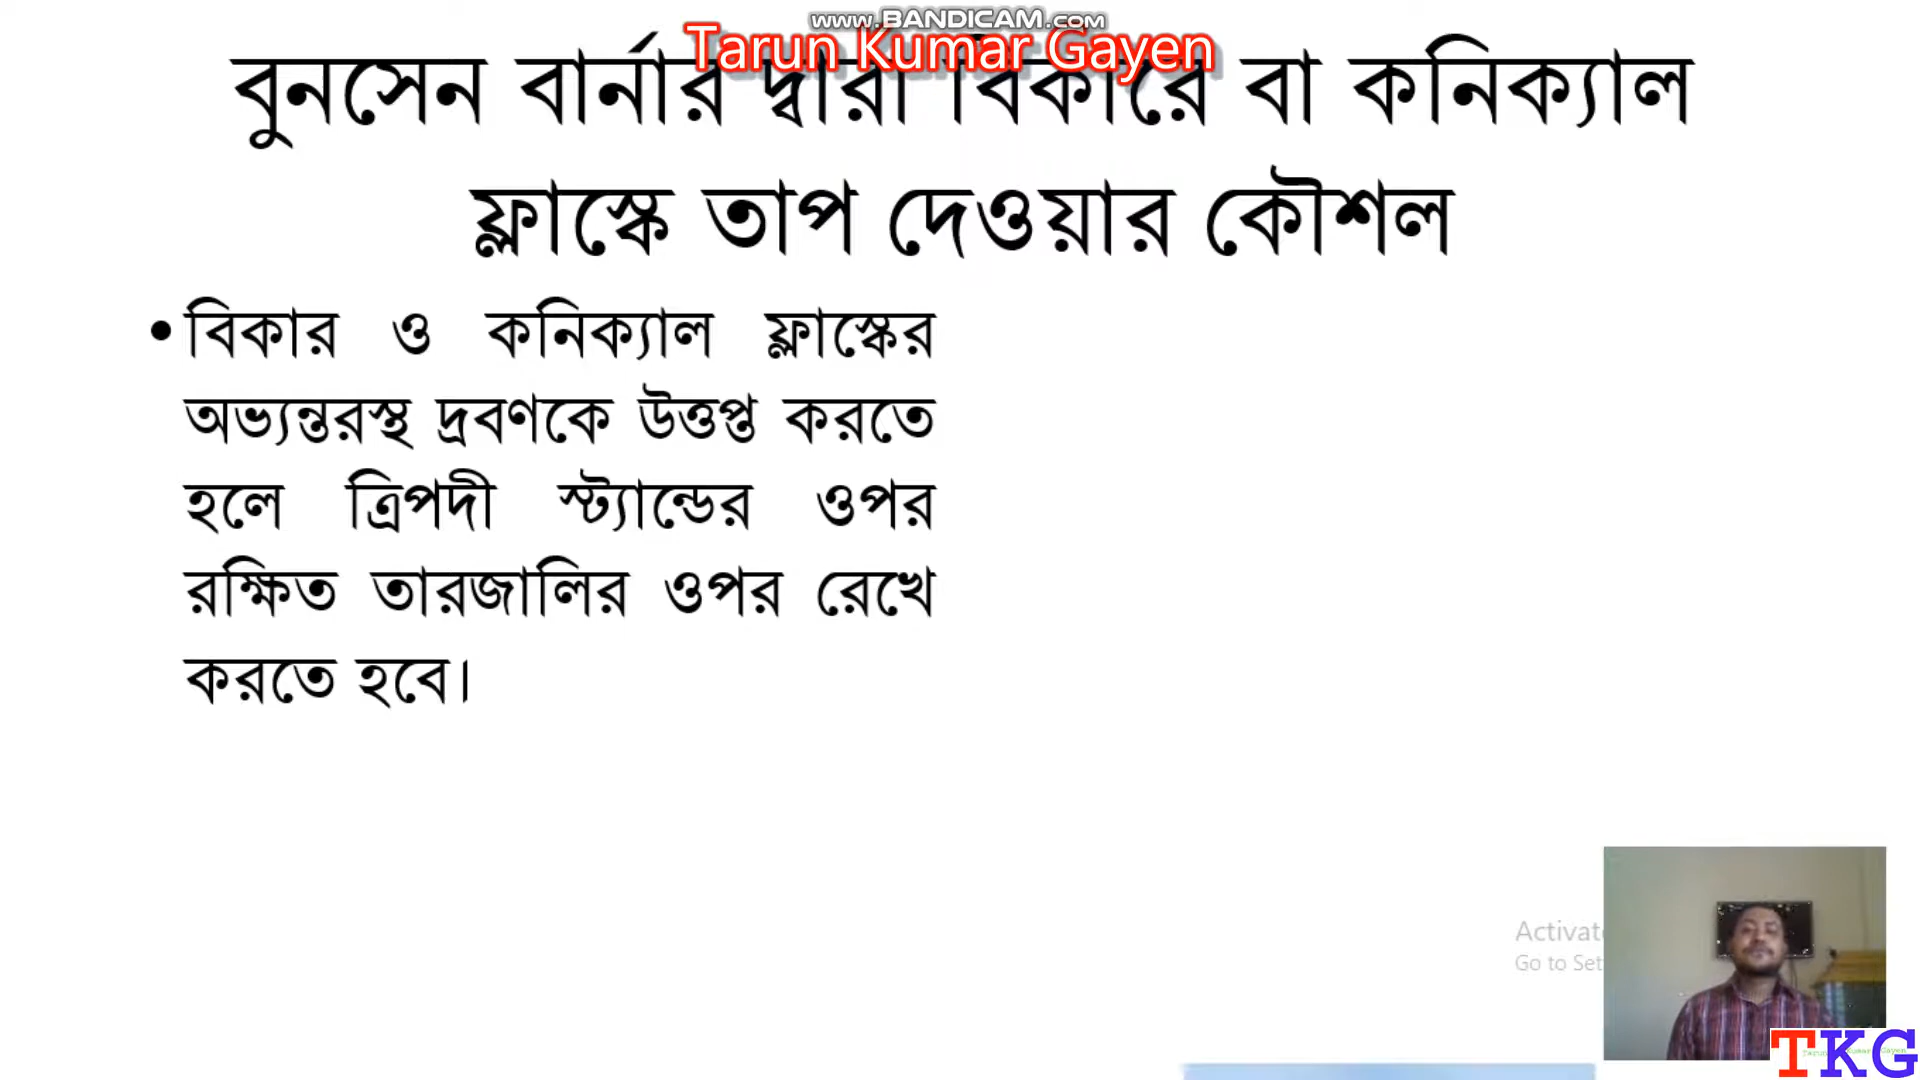 www.BANDICAM.com
Tarun Kumar Gayen
বুনসেন বার্নার দ্বারা বিকারে বা কনিক্যাল
ফ্লাস্কে তাপ দেওয়ার কৌশল
• বিকার ও কনিক্যাল ফ্লাস্কের
অভ্যন্তরস্থ দ্রবণকে উত্তপ্ত করতে
হলে ত্রিপদী স্ট্যান্ডের ওপর
রক্ষিত তারজালির ওপর রেখে
করতে হবে।
Activate
Go to Set
TKG